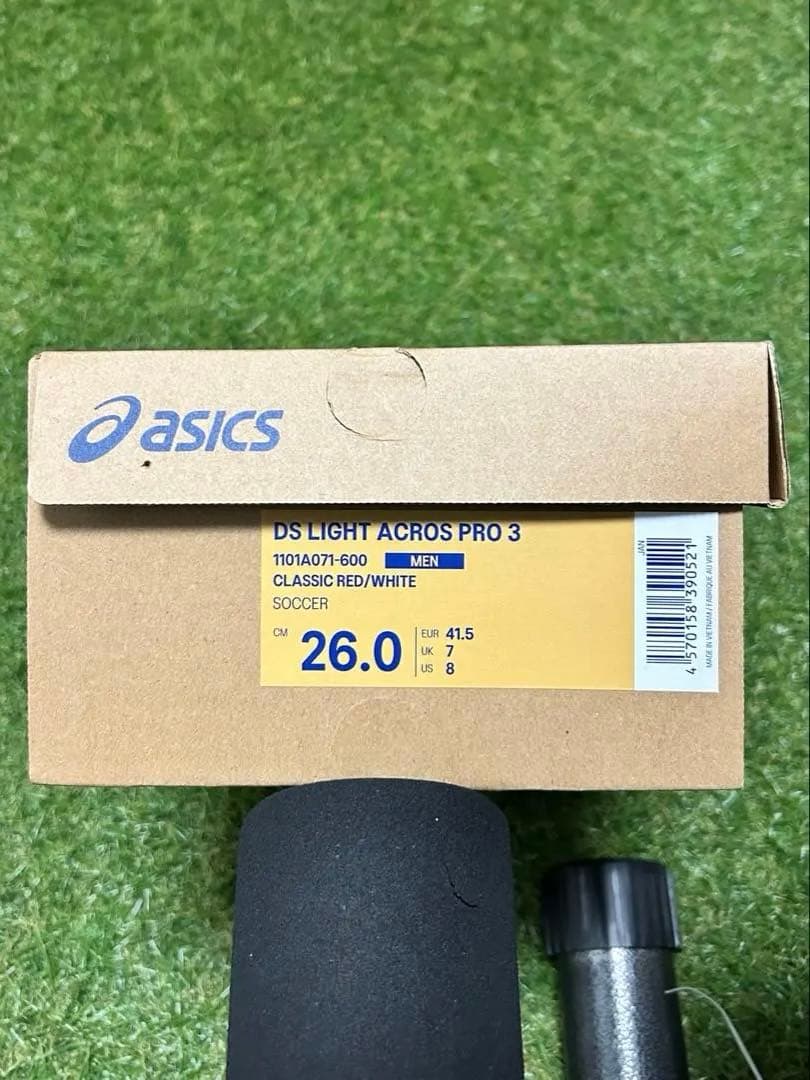 asics
DS LIGHT ACROS PRO 3
1101A071-600 MEN
CLASSIC RED/WHITE
SOCCER
CM 26.0
EUR 41.5
UK 7
US 8
JAN
4 570158 390521
MADE IN VIETNAM / FABRIQUE AU VIETNAM